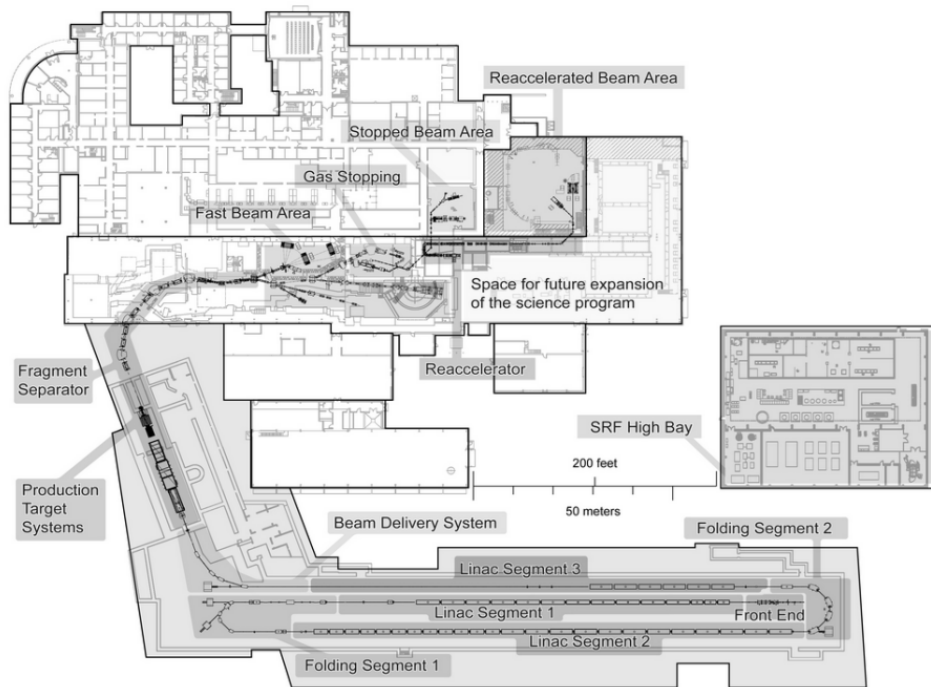 Reaccelerated Beam Area
Stopped Beam Area
Gas Stopping
Fast Beam Area
Space for future expansion
of the science program
Fragment
Separator
Reaccelerator
SRF High Bay
200 feet
50 meters
Production
Target
Systems
Beam Delivery System
Folding Segment 2
Linac Segment 3
Linac Segment 1
Front End
Linac Segment 2
Folding Segment 1